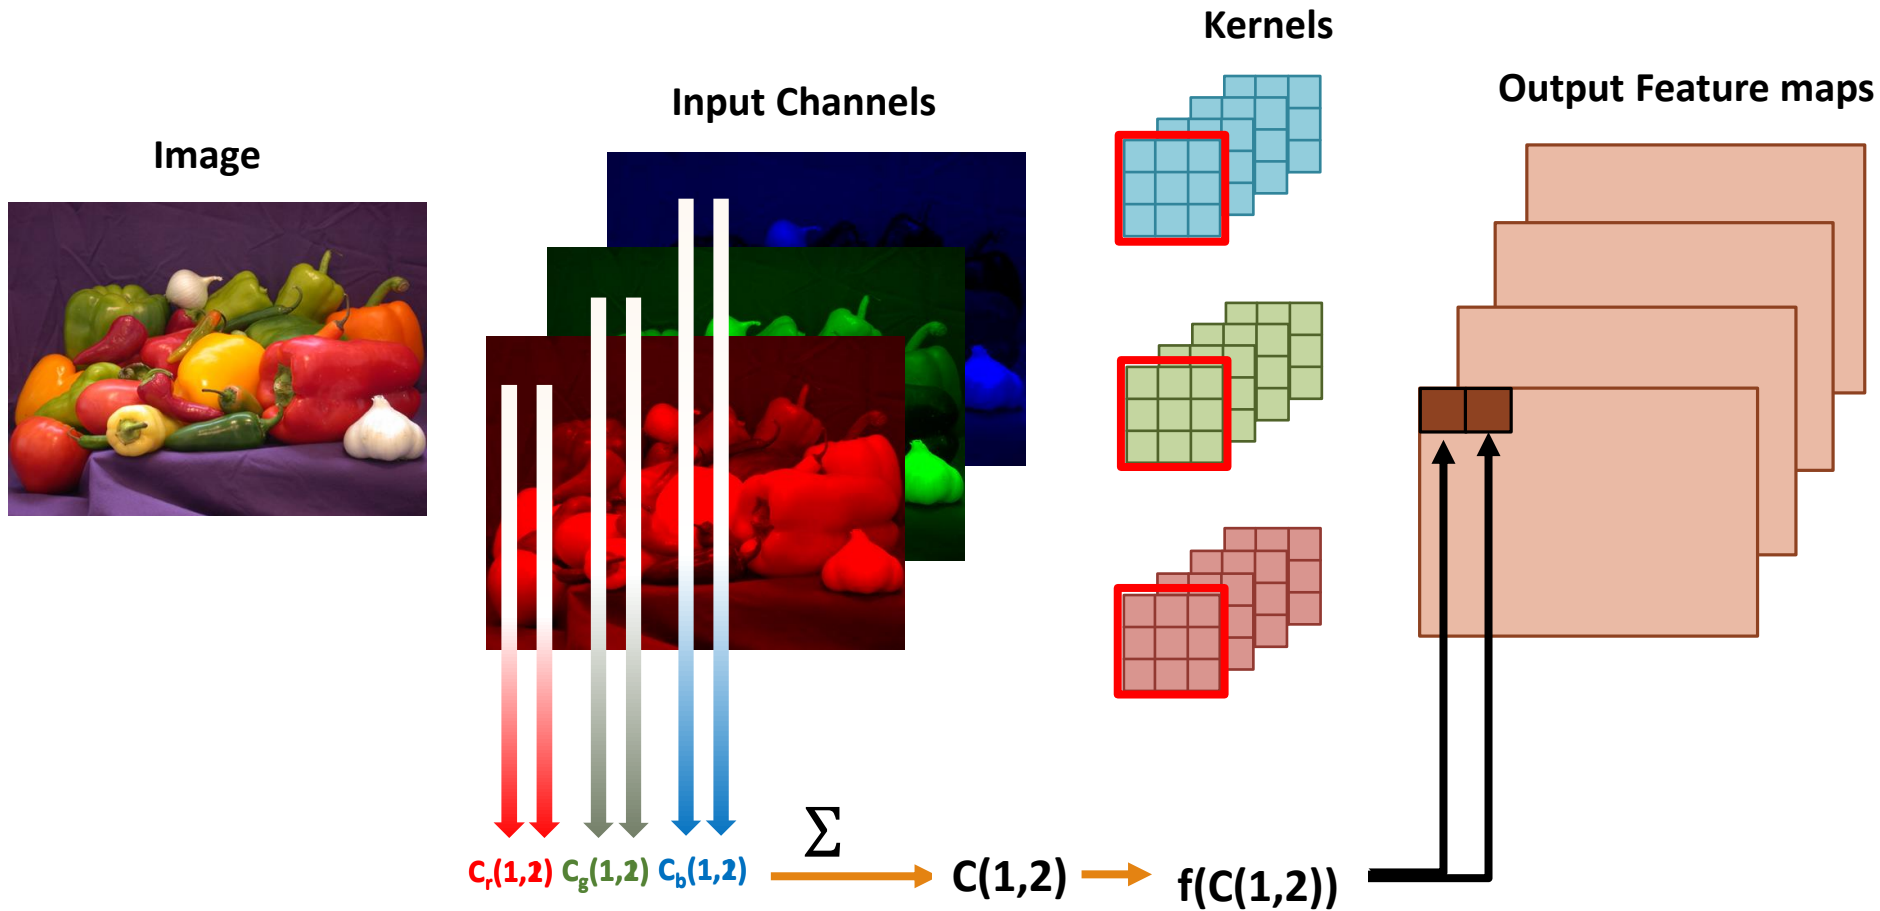 Kernels
Output Feature maps
Input Channels
Image
∑
Cr(1,2) Cg(1,2) Cb(1,2)
C(1,2)
f(C(1,2))